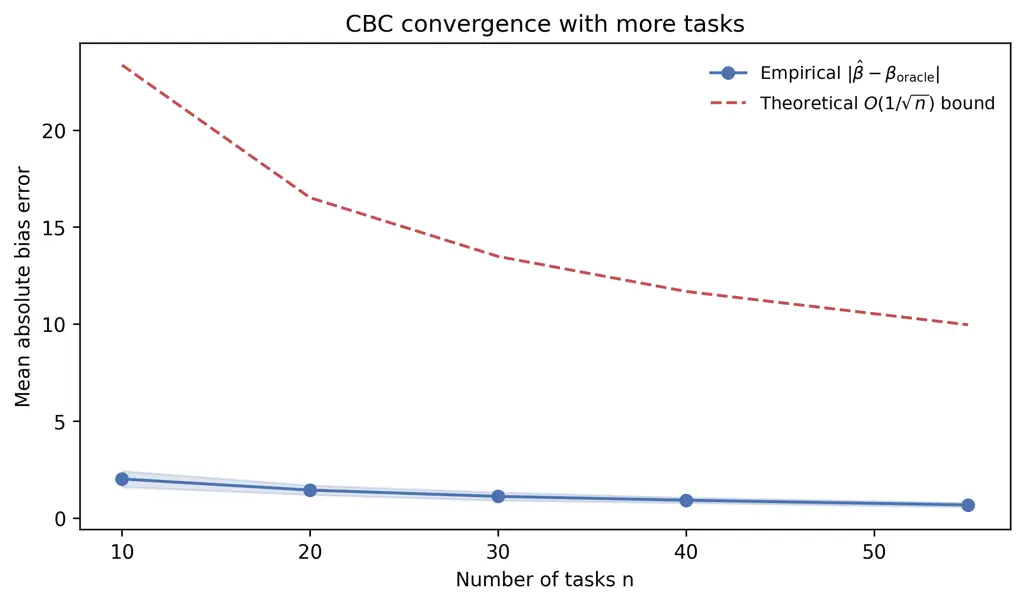 CBC convergence with more tasks
Empirical |β̂ − β_oracle|
Theoretical O(1/√n) bound
Mean absolute bias error
20
15
10
5
0
10 20 30 40 50
Number of tasks n